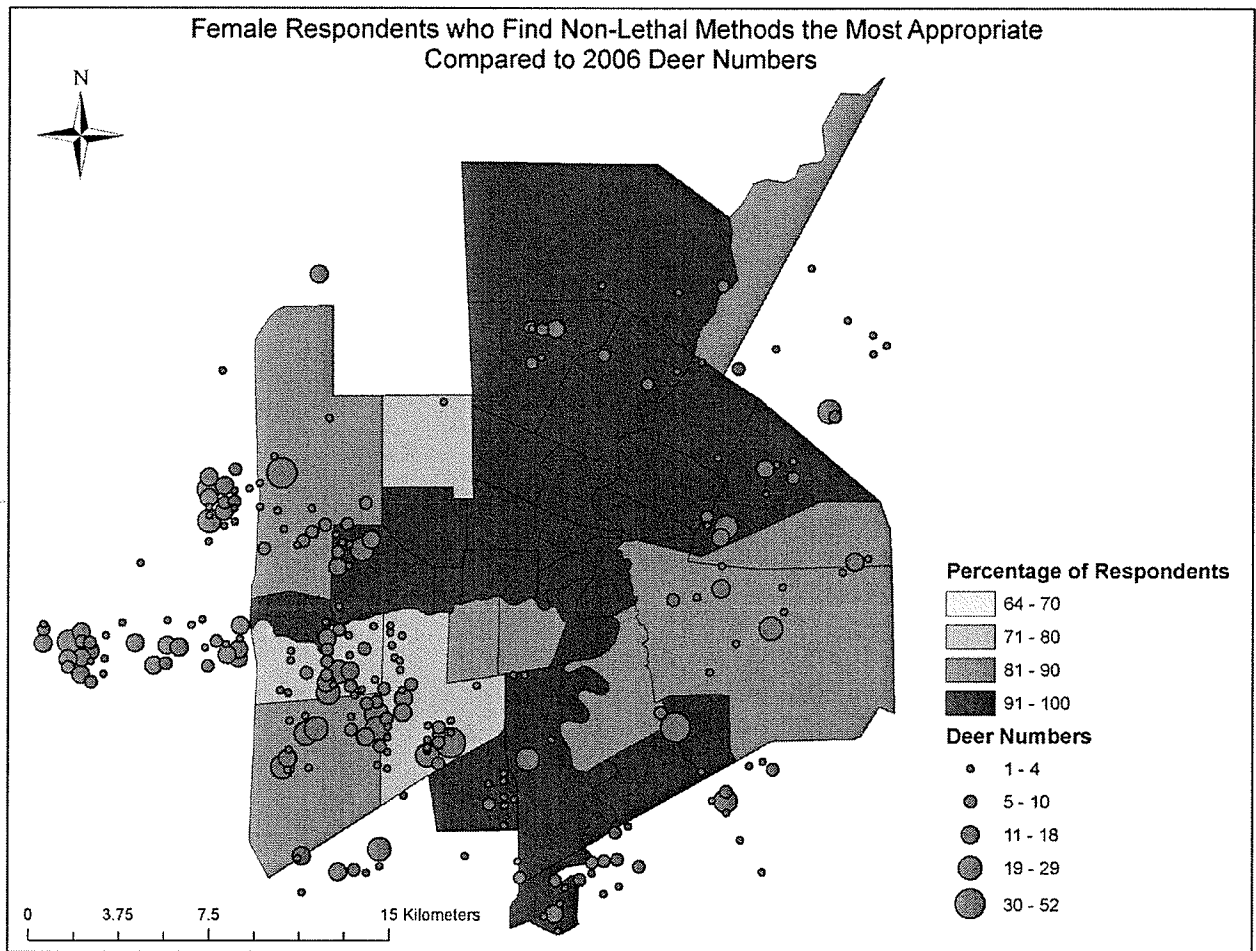 Female Respondents who Find Non-Lethal Methods the Most Appropriate
Compared to 2006 Deer Numbers
N
Percentage of Respondents
64 - 70
71 - 80
81 - 90
91 - 100
Deer Numbers
1 - 4
5 - 10
11 - 18
19 - 29
30 - 52
0 3.75 7.5 15 Kilometers